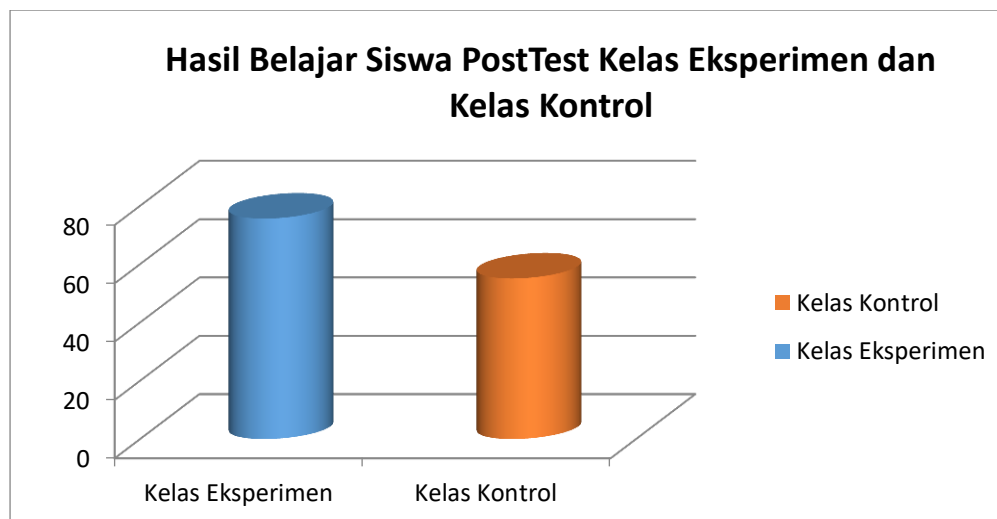 Hasil Belajar Siswa PostTest Kelas Eksperimen dan
Kelas Kontrol
80
60
40
20
0
Kelas Eksperimen
Kelas Kontrol
Kelas Kontrol
Kelas Eksperimen